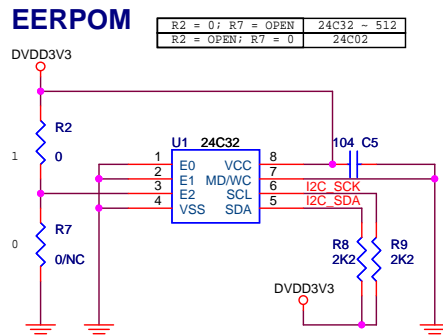 EERPOM
R2 = 0; R7 = OPEN 24C32 ~ 512
R2 = OPEN; R7 = 0 24C02
DVDD3V3
R2
0
1
U1 24C32
104 C5
1 E0 VCC 8
2 E1 MD/WC 7
3 E2 SCL 6 I2C_SCK
4 VSS SDA 5 I2C_SDA
R7
0/NC
0
R8
2K2
R9
2K2
DVDD3V3